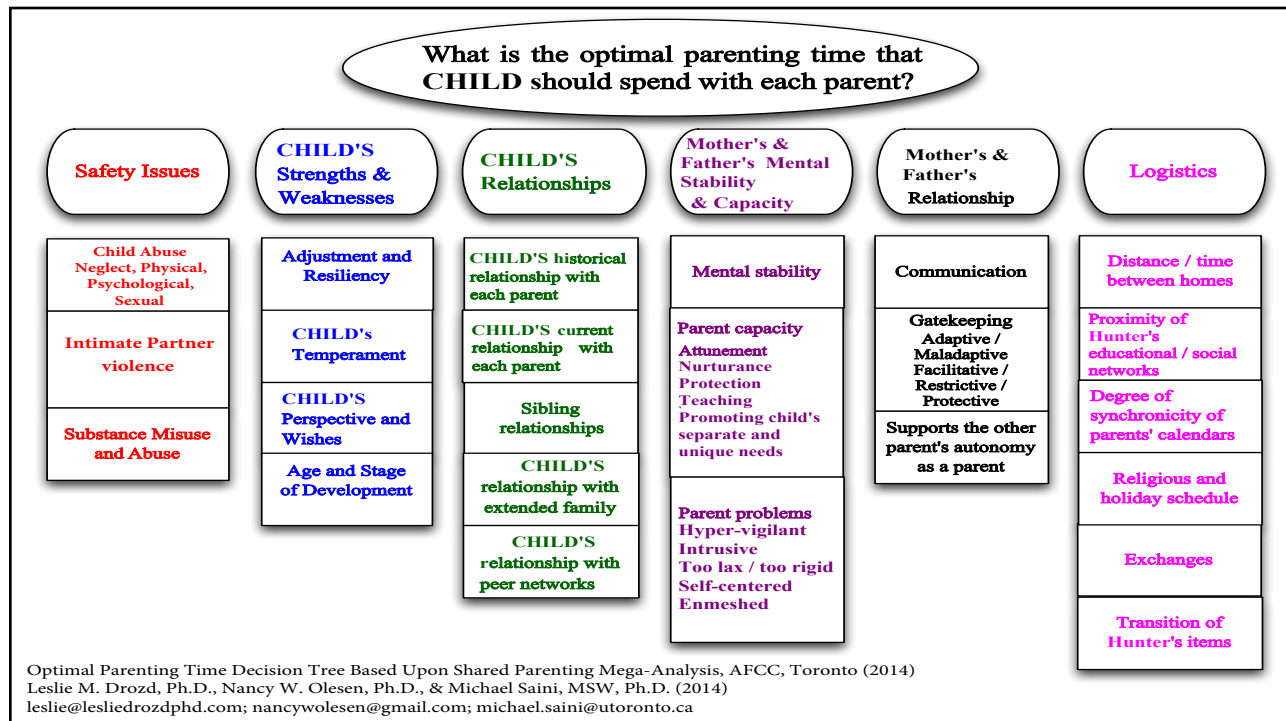 What is the optimal parenting time that
CHILD should spend with each parent?
Safety Issues
CHILD'S
Strengths &
Weaknesses
CHILD'S
Relationships
Mother's &
Father's Mental
Stability
& Capacity
Mother's &
Father's
Relationship
Logistics
Child Abuse
Neglect, Physical,
Psychological,
Sexual
Intimate Partner
violence
Substance Misuse
and Abuse
Adjustment and
Resiliency
CHILD's
Temperament
CHILD'S
Perspective and
Wishes
Age and Stage
of Development
CHILD'S historical
relationship with
each parent
CHILD'S current
relationship with
each parent
Sibling
relationships
CHILD'S
relationship with
extended family
CHILD'S
relationship with
peer networks
Mental stability
Parent capacity
Attunement
Nurturance
Protection
Teaching
Promoting child's
separate and
unique needs
Parent problems
Hyper-vigilant
Intrusive
Too lax / too rigid
Self-centered
Enmeshed
Communication
Gatekeeping
Adaptive /
Maladaptive
Facilitative /
Restrictive /
Protective
Supports the other
parent's autonomy
as a parent
Distance / time
between homes
Proximity of
Hunter's
educational / social
networks
Degree of
synchronicity of
parents' calendars
Religious and
holiday schedule
Exchanges
Transition of
Hunter's items
Optimal Parenting Time Decision Tree Based Upon Shared Parenting Mega-Analysis, AFCC, Toronto (2014)
Leslie M. Drozd, Ph.D., Nancy W. Olesen, Ph.D., & Michael Saini, MSW, Ph.D. (2014)
leslie@lesliedrozdphd.com; nancywolesen@gmail.com; michael.saini@utoronto.ca